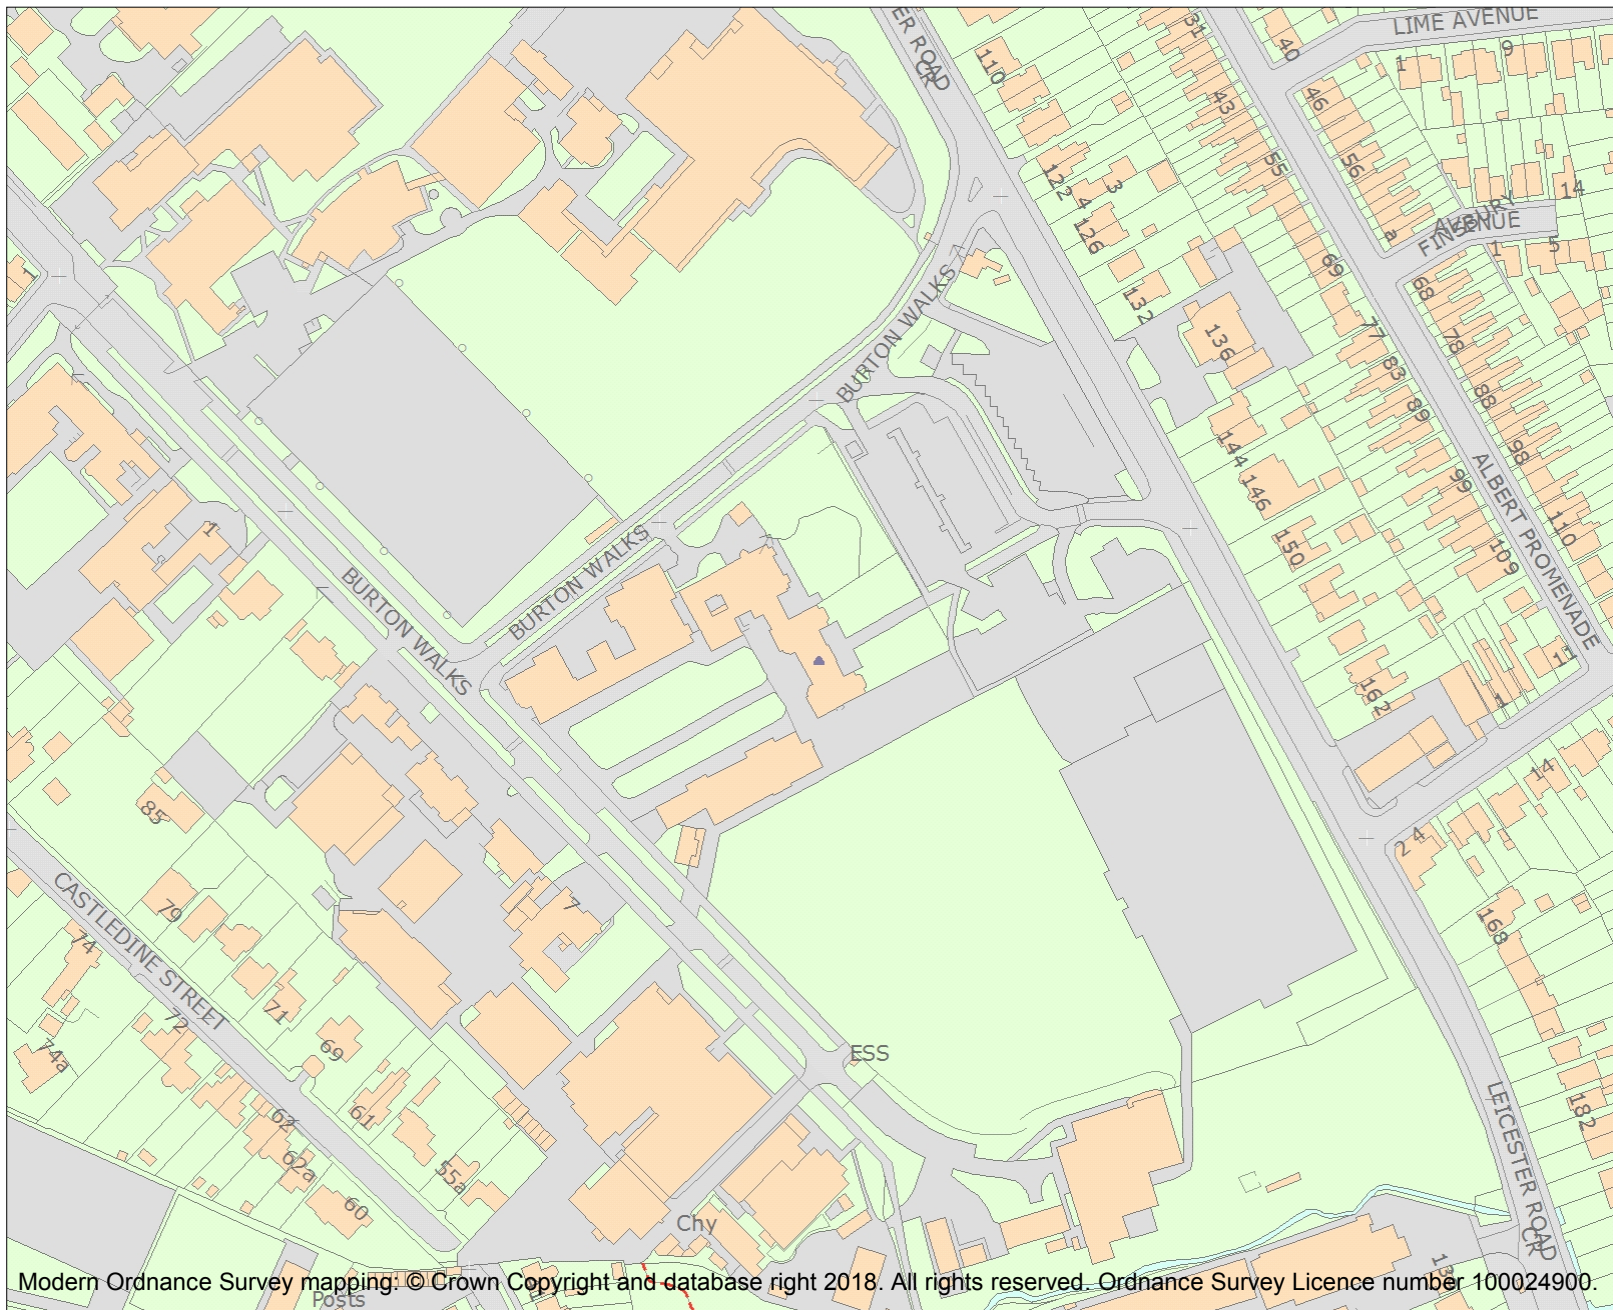 LIME AVENUE
ER ROAD
CR
31
40
9
1
110
43
46
55
56
122
3
4
126
14
a
FINSBURY
AVENUE
1
5
69
68
1
132
136
77
78
83
88
89
BURTON WALKS
144
98
146
99
ALBERT PROMENADE
110
150
109
1
BURTON WALKS
BURTON WALKS
11
162
1
14
85
2 4
CASTLEDINE STREET
79
7
168
74
71
72
69
74a
ESS
62
61
182
62a
55a
60
LEICESTER ROAD
CR
Chy
Posts
Modern Ordnance Survey mapping: © Crown Copyright and database right 2018. All rights reserved. Ordnance Survey Licence number 100024900.